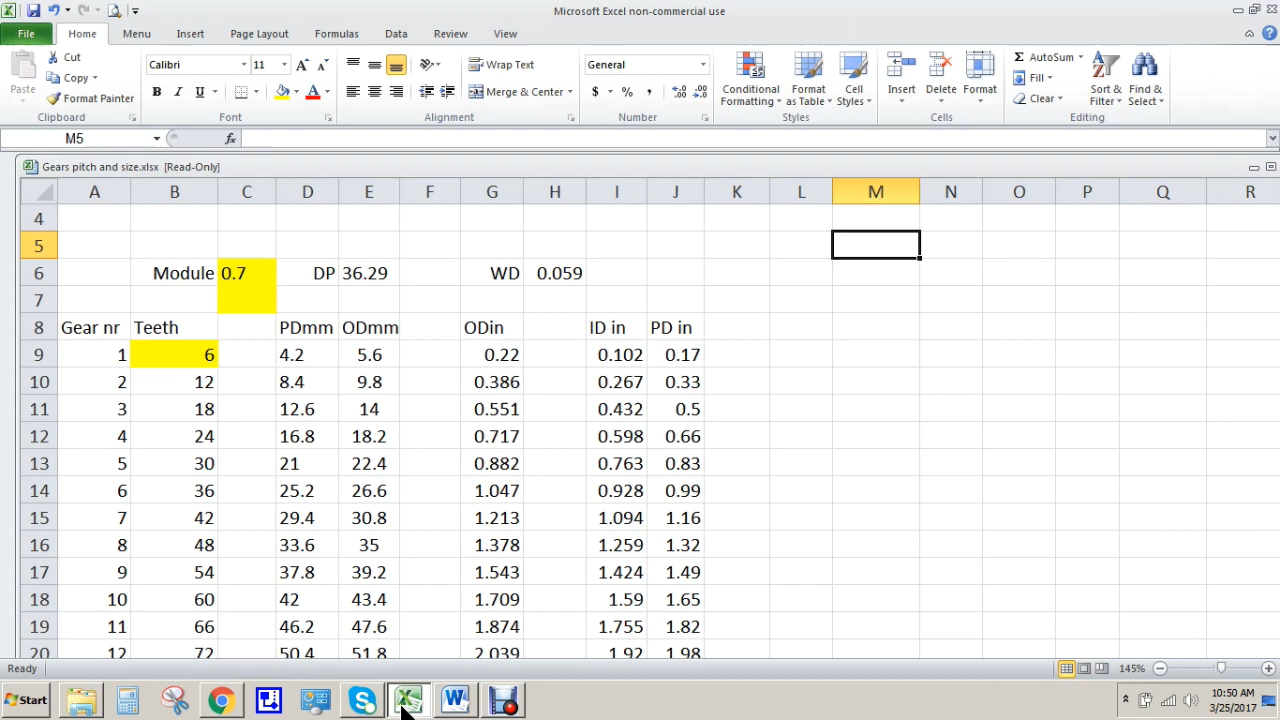 Microsoft Excel non-commercial use
File Home Menu Insert Page Layout Formulas Data Review View
Paste Cut Calibri 11 Wrap Text General Conditional Formatting Format as Table Cell Styles Insert Delete Format AutoSum Sort & Filter Find & Select
Copy Fill
Format Painter B I U Merge & Center $ % , Clear
Clipboard Font Alignment Number Styles Cells Editing
M5 fx
Gears pitch and size.xlsx [Read-Only]
A B C D E F G H I J K L M N O P Q R
4
5
6 Module 0.7 DP 36.29 WD 0.059
7
8 Gear nr Teeth PDmm ODmm ODin ID in PD in
9 1 6 4.2 5.6 0.22 0.102 0.17
10 2 12 8.4 9.8 0.386 0.267 0.33
11 3 18 12.6 14 0.551 0.432 0.5
12 4 24 16.8 18.2 0.717 0.598 0.66
13 5 30 21 22.4 0.882 0.763 0.83
14 6 36 25.2 26.6 1.047 0.928 0.99
15 7 42 29.4 30.8 1.213 1.094 1.16
16 8 48 33.6 35 1.378 1.259 1.32
17 9 54 37.8 39.2 1.543 1.424 1.49
18 10 60 42 43.4 1.709 1.59 1.65
19 11 66 46.2 47.6 1.874 1.755 1.82
20 12 72 50.4 51.8 2.039 1.92 1.98
Ready 145%
Start 10:50 AM
3/25/2017